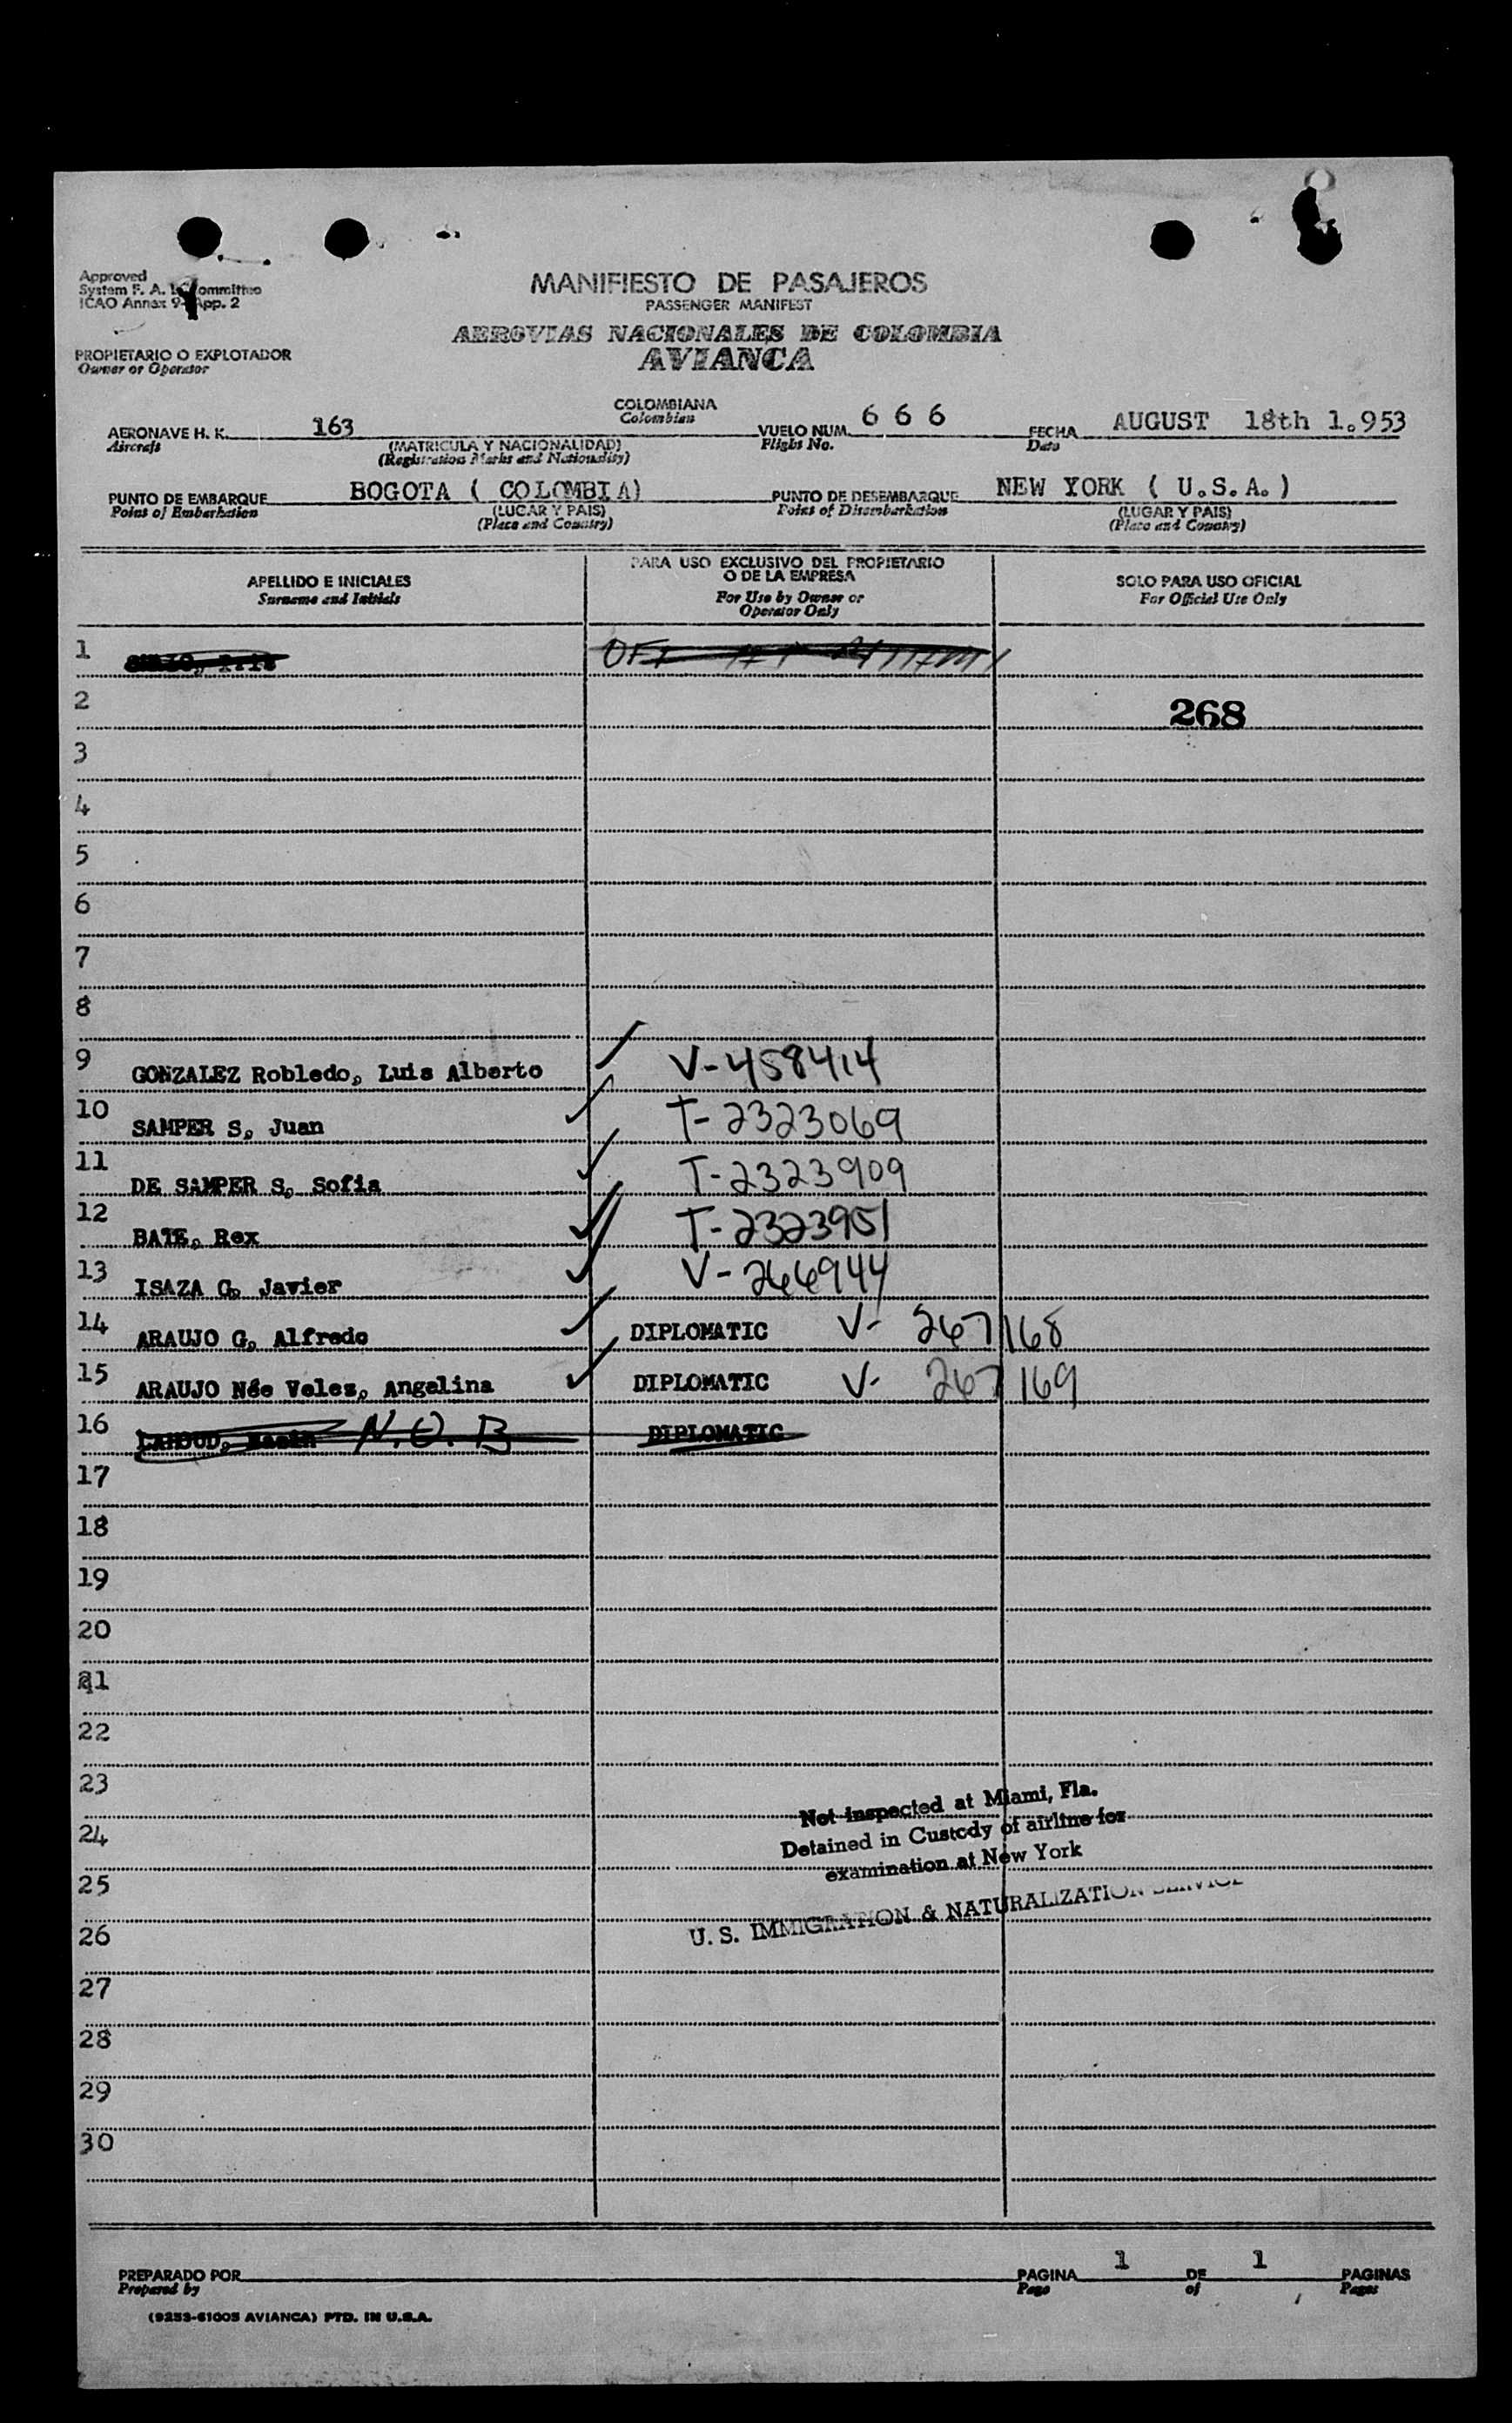 Approved
System F. A. L. Committee
ICAO Annex 9- App. 2
MANIFIESTO DE PASAJEROS
PASSENGER MANIFEST
AEROVIAS NACIONALES DE COLOMBIA
AVIANCA
PROPIETARIO O EXPLOTADOR
Owner or Operator
COLOMBIANA
Colombian
AERONAVE H. K. 163
Aircraft
(MATRICULA Y NACIONALIDAD)
(Registration Marks and Nationality)
VUELO NUM. 6 6 6
Flight No.
FECHA AUGUST 18th 1.953
Date
PUNTO DE EMBARQUE BOGOTA ( COLOMBIA)
Point of Embarkation
(LUGAR Y PAIS)
(Place and Country)
PUNTO DE DESEMBARQUE NEW YORK ( U.S.A. )
Point of Disembarkation
(LUGAR Y PAIS)
(Place and Country)
APELLIDO E INICIALES
Surname and Initials
PARA USO EXCLUSIVO DEL PROPIETARIO
O DE LA EMPRESA
For Use by Owner or
Operator Only
SOLO PARA USO OFICIAL
For Official Use Only
1 OFF AT MIAMI
2 268
3
4
5
6
7
8
9 GONZALEZ Robledo, Luis Alberto V-458414
10 SAMPER S, Juan T-2323069
11 DE SAMPER S, Sofia T-2323909
12 BATE, Rex T-2323951
13 ISAZA G, Javier V-266944
14 ARAUJO G, Alfredo DIPLOMATIC V- 267168
15 ARAUJO Née Velez, Angelina DIPLOMATIC V- 267169
16 LAHOUD, N.O.B DIPLOMATIC
17
18
19
20
21
22
23
24
25
26
27
28
29
30
Not inspected at Miami, Fla.
Detained in Custody of airline for
examination at New York
U. S. IMMIGRATION & NATURALIZATION SERVICE
PREPARADO POR
Prepared by
PAGINA 1 DE 1 PAGINAS
Page of Pages
(9253-61005 AVIANCA) PTD. IN U.S.A.